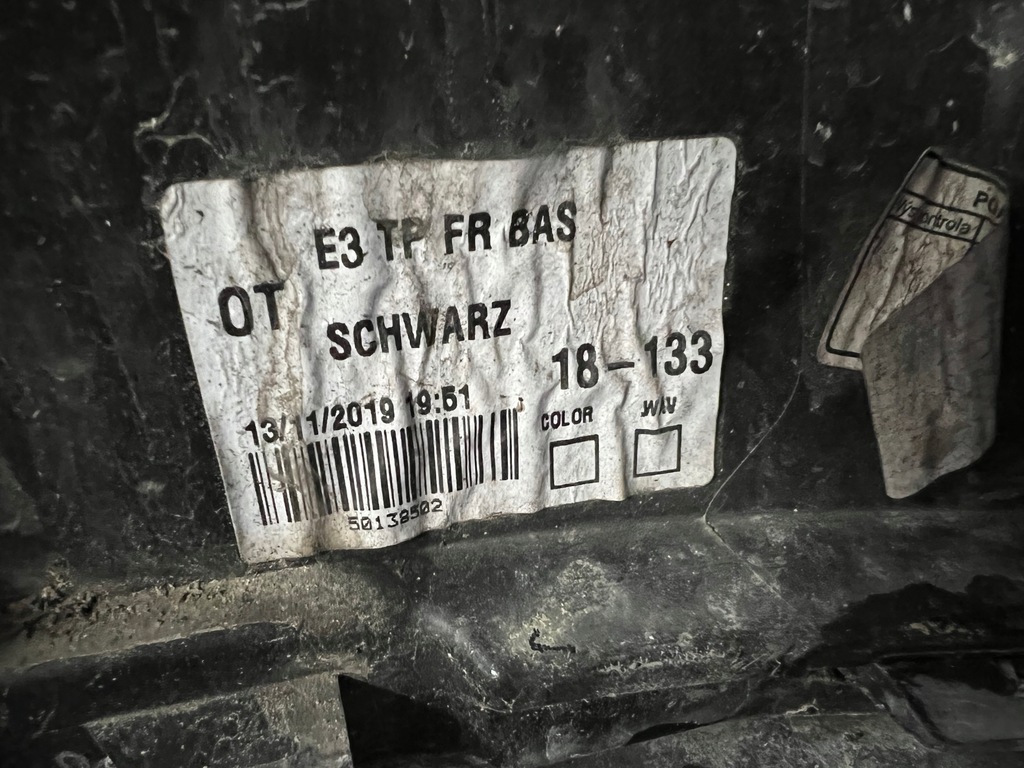 E3 TP FR BAS
OT
SCHWARZ
18-133
13/11/2019 19:51
COLOR
50138502